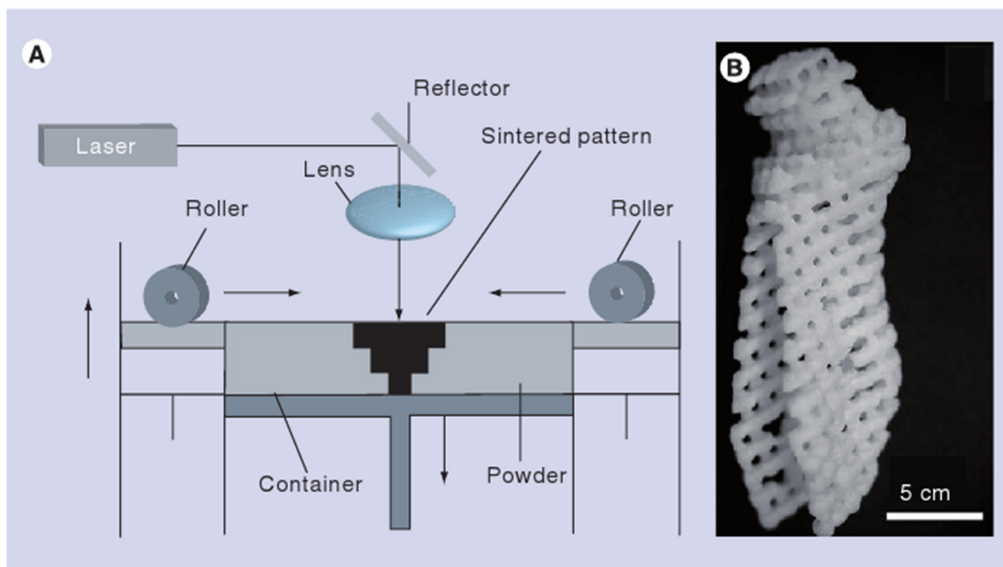 A
Reflector
Laser
Sintered pattern
Lens
Roller
Roller
Container
Powder
B
5 cm